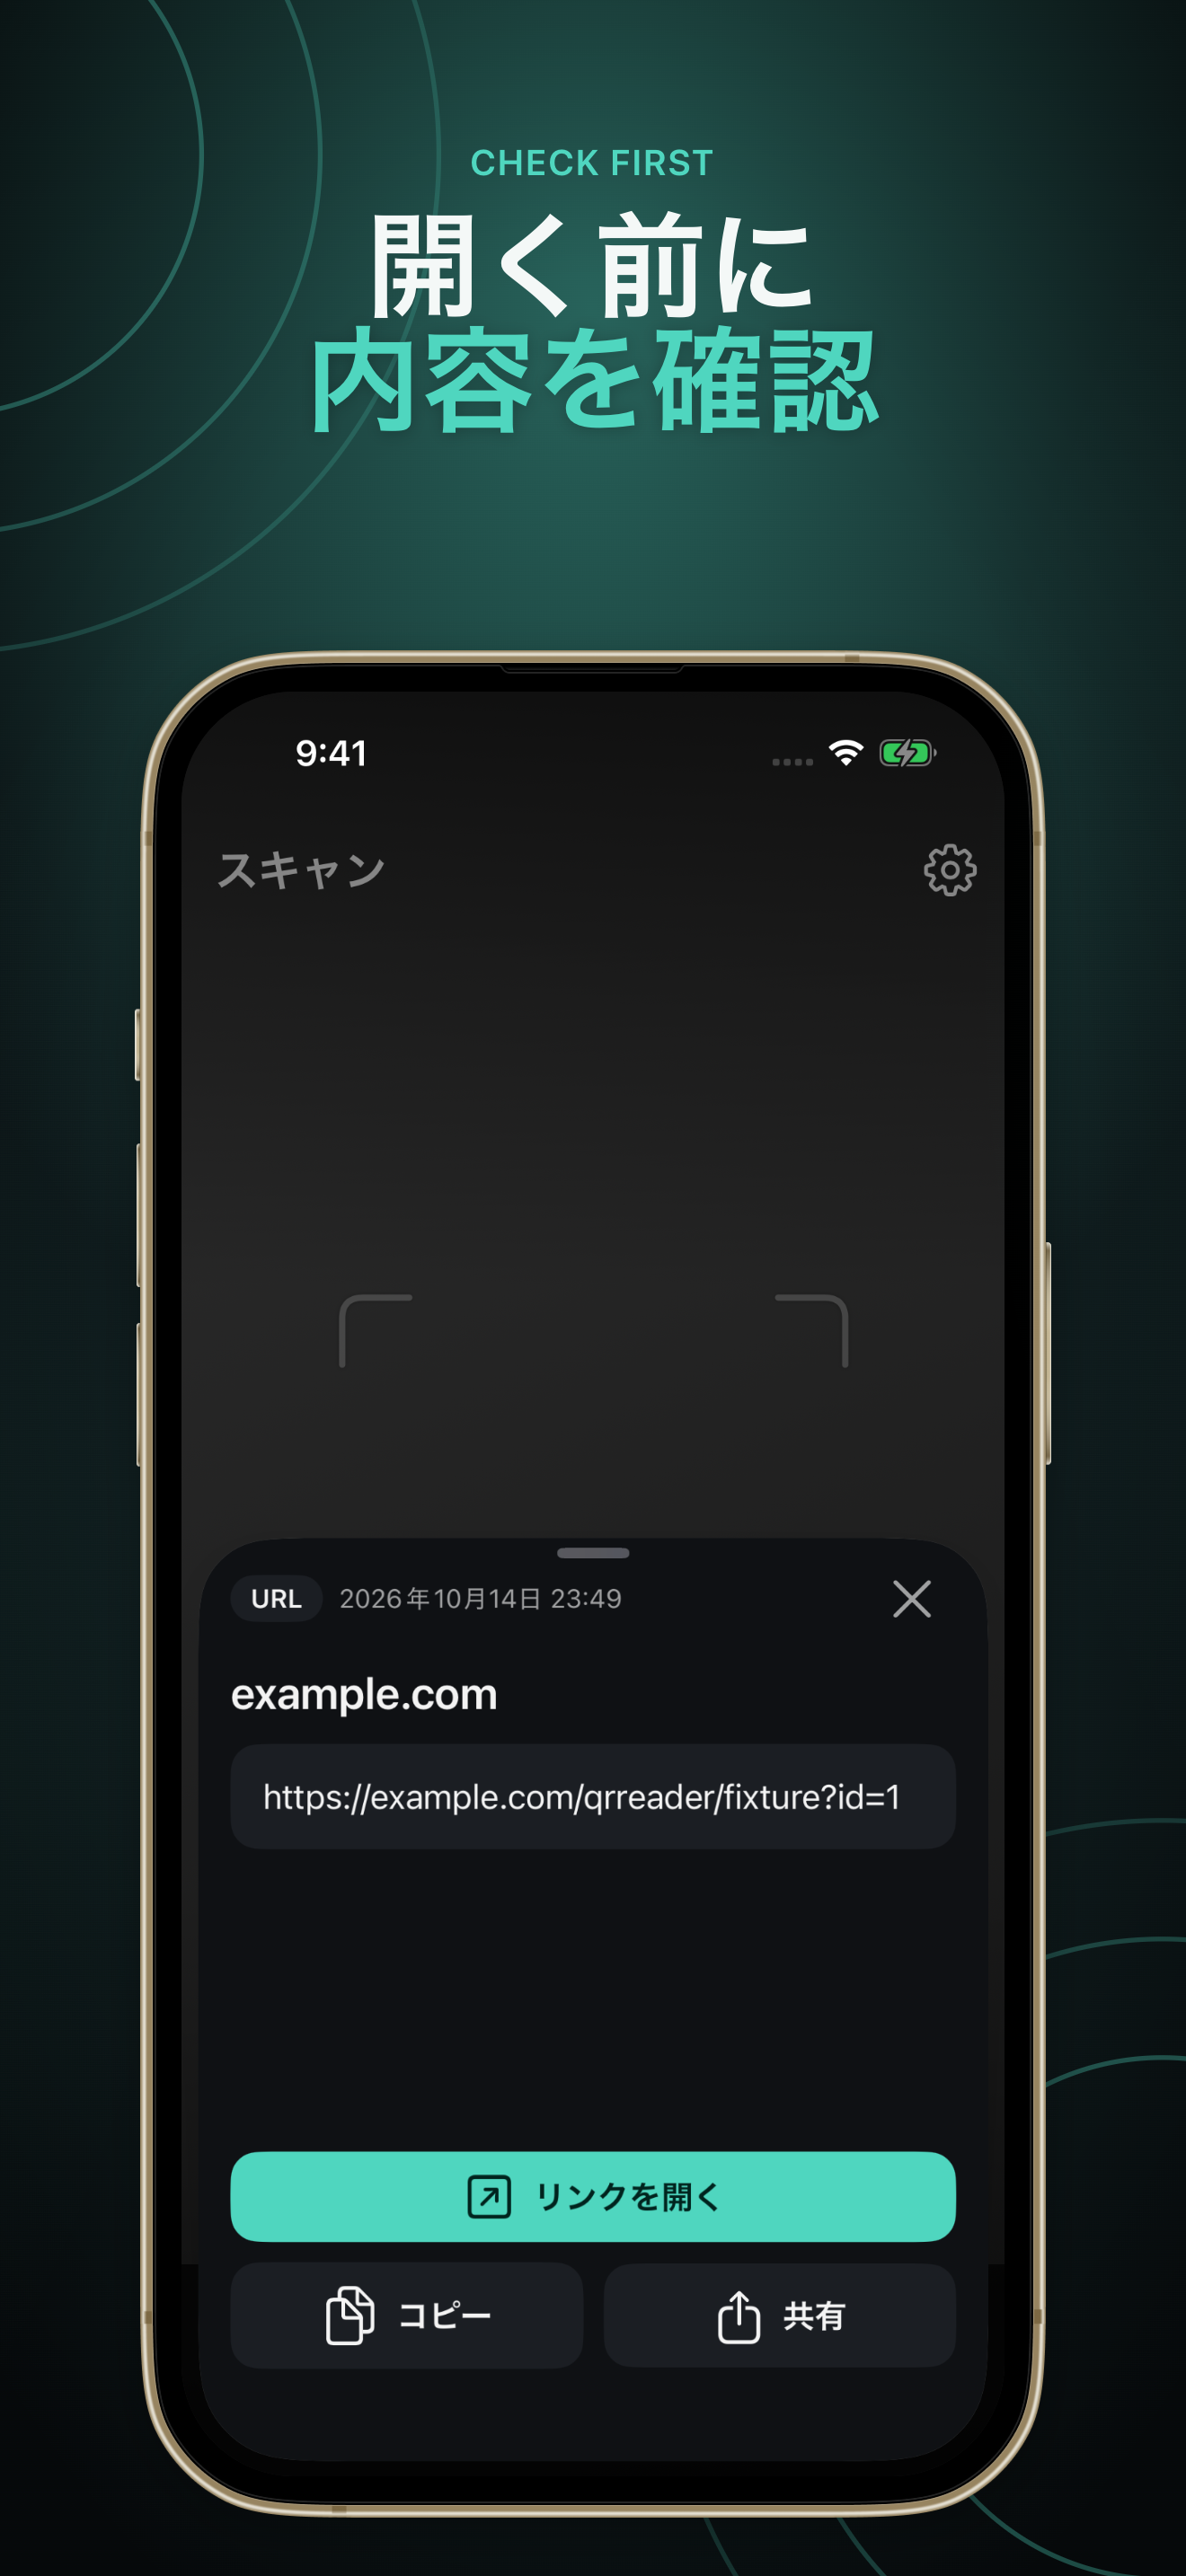 CHECK FIRST
開く前に
内容を確認
9:41
スキャン
URL 2026年10月14日 23:49
example.com
https://example.com/qrreader/fixture?id=1
リンクを開く
コピー 共有